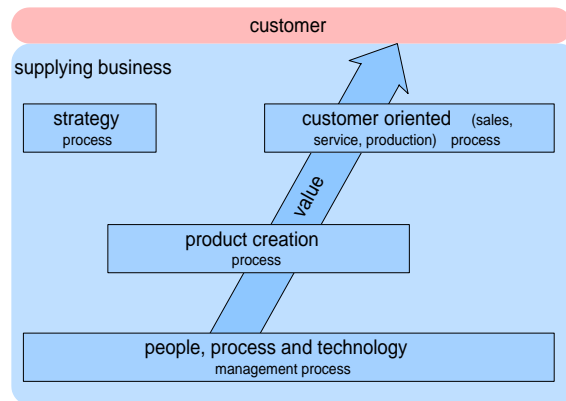 customer
supplying business
strategy
process
customer oriented (sales,
service, production) process
value
product creation
process
people, process and technology
management process